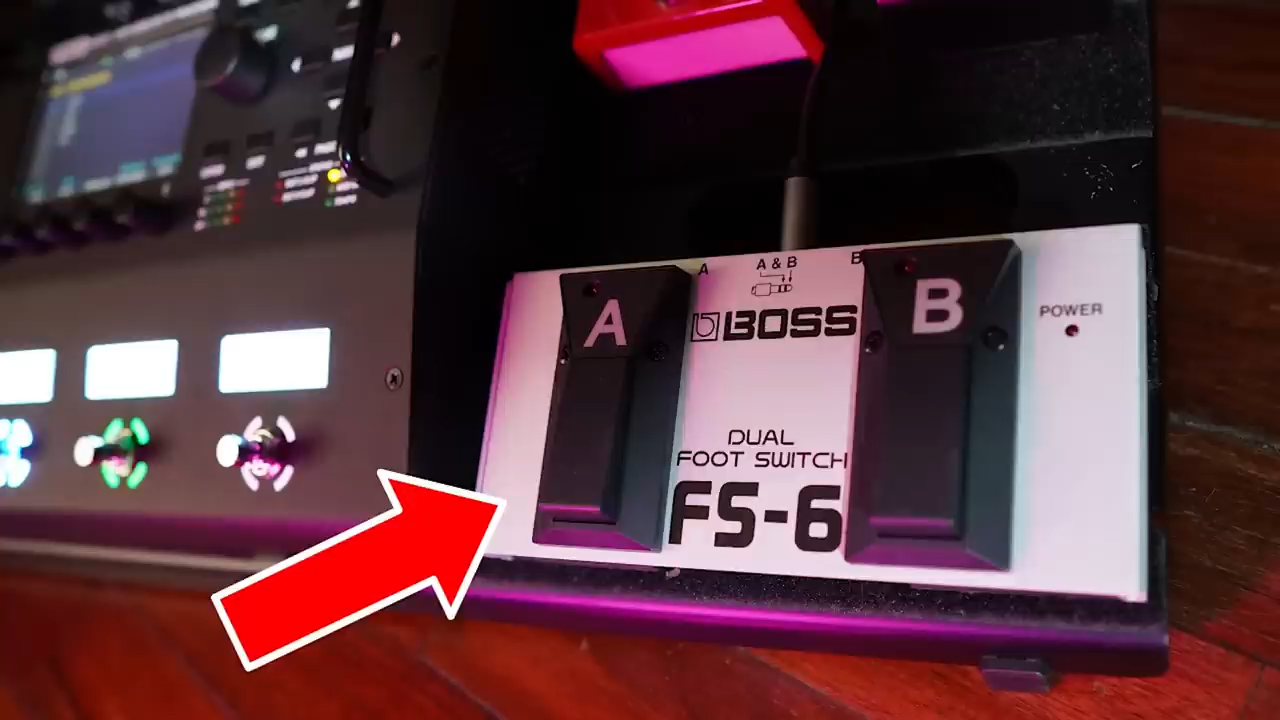 A
A & B
B
A
B
BOSS
POWER
DUAL
FOOT SWITCH
FS-6